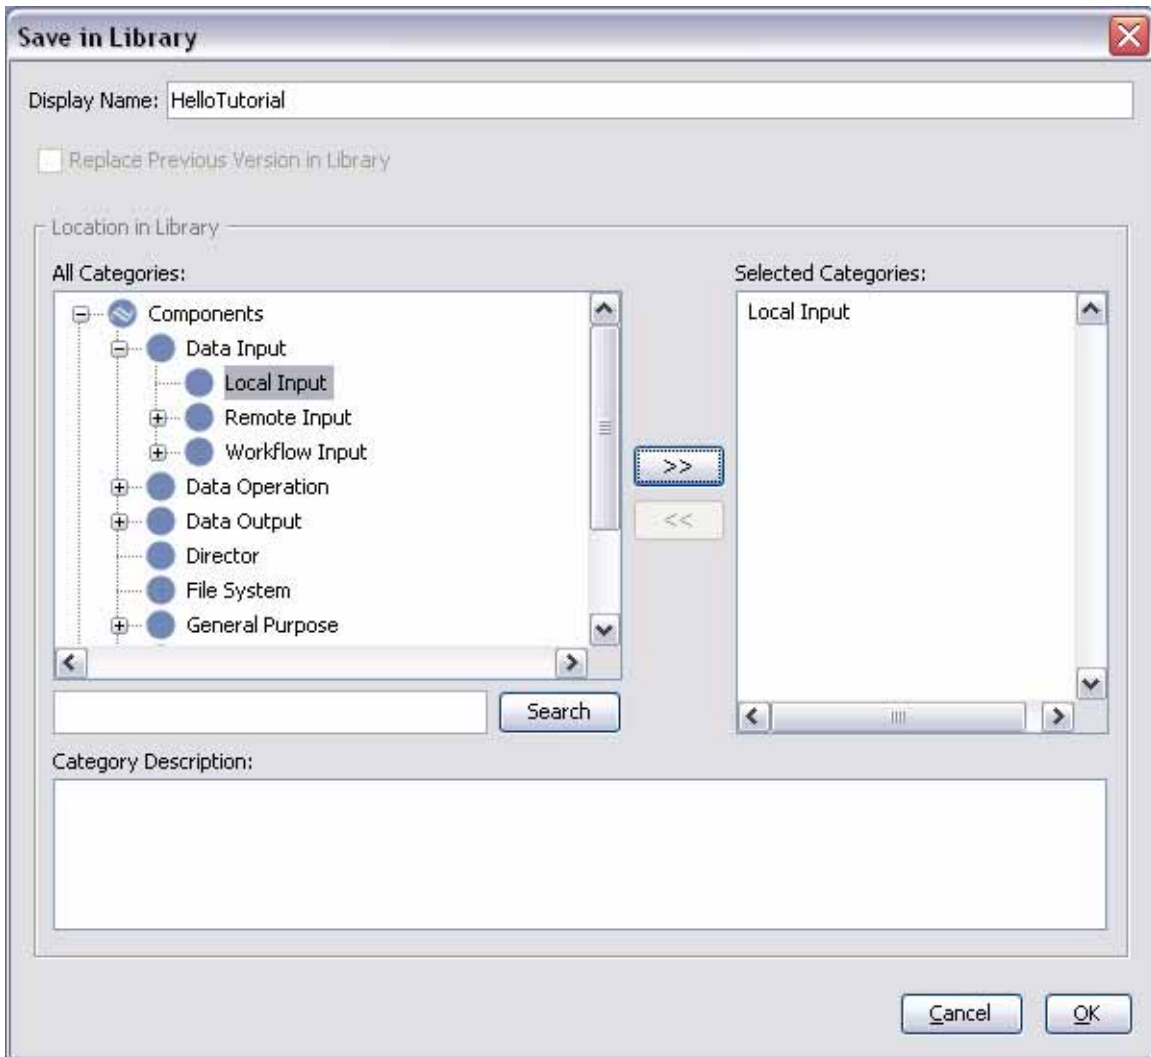 Save in Library
Display Name: HelloTutorial
Replace Previous Version in Library
Location in Library
All Categories:
Components
Data Input
Local Input
Remote Input
Workflow Input
Data Operation
Data Output
Director
File System
General Purpose
Search
>>
<<
Selected Categories:
Local Input
Category Description:
Cancel
OK